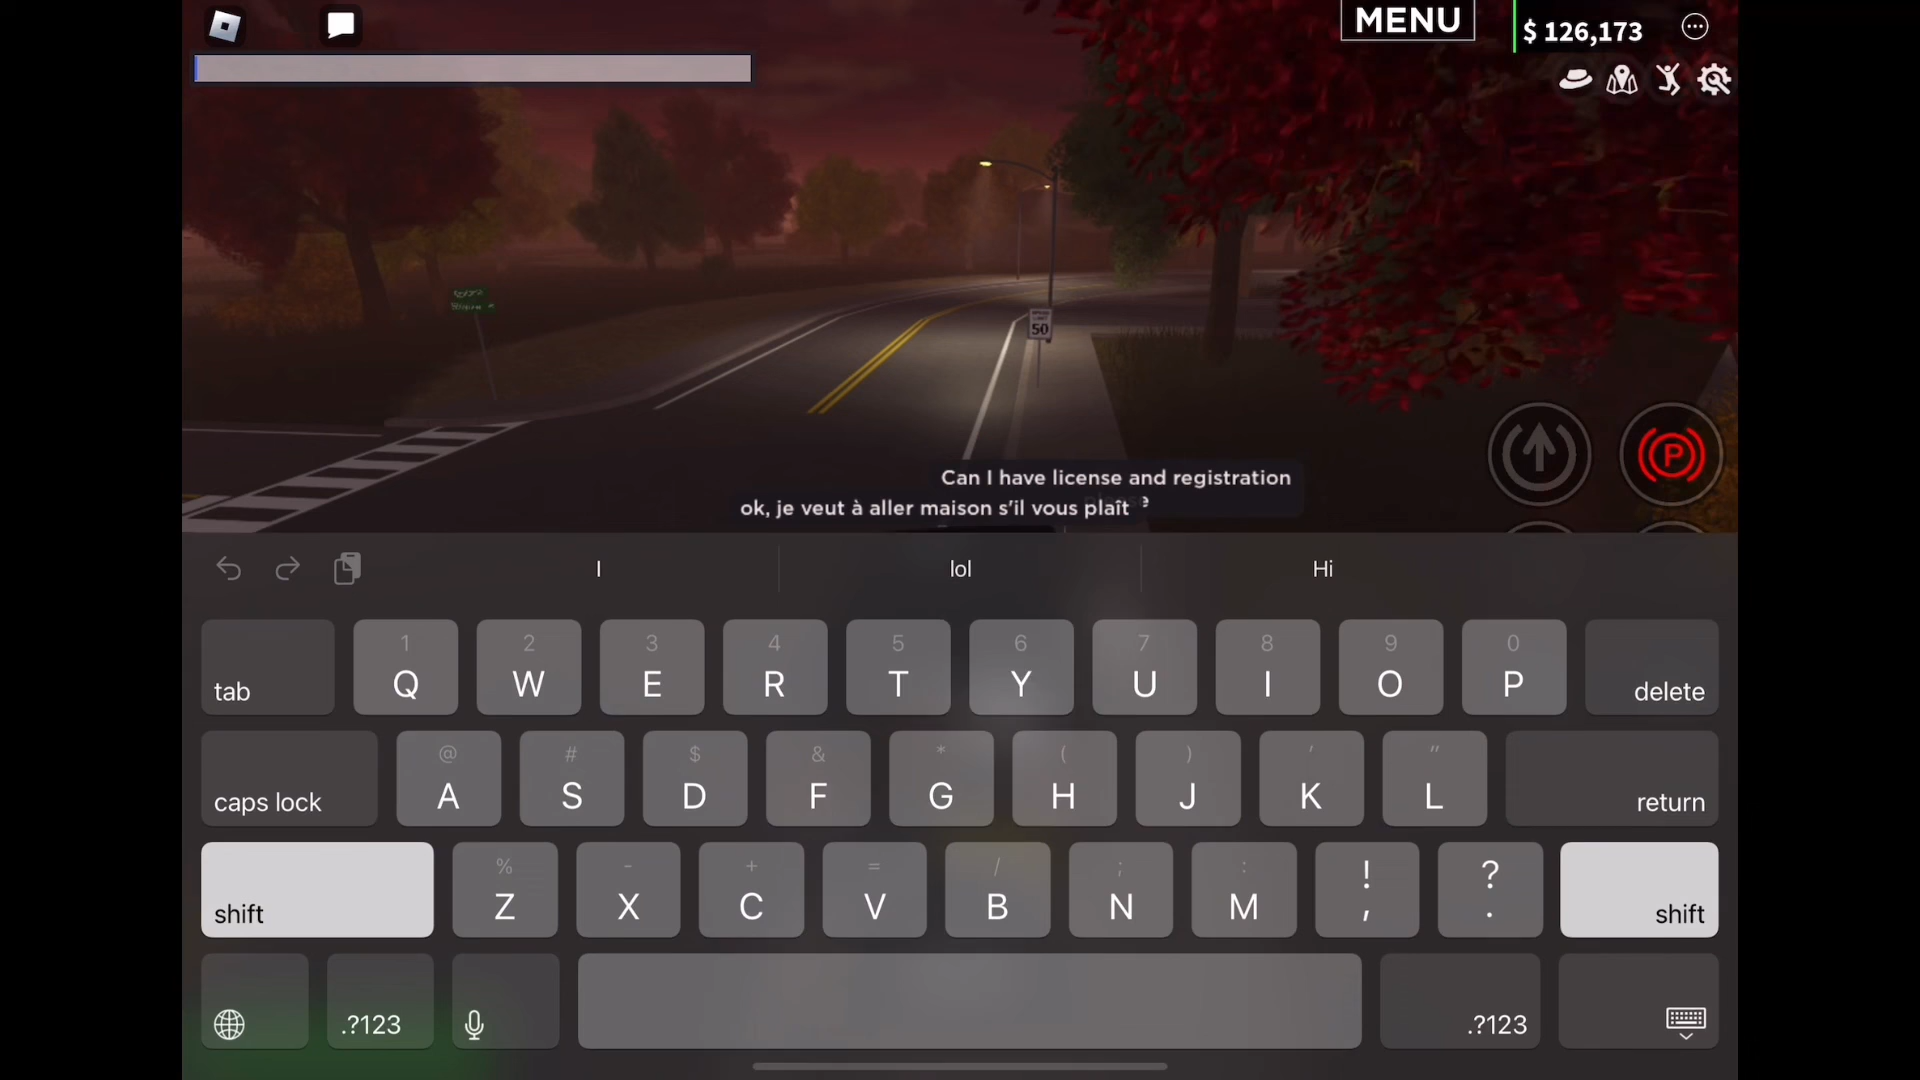 MENU
$ 126,173
SPEED
LIMIT
50
Can I have license and registration
ok, je veut à aller maison s'il vous plaît
I lol Hi
tab 1 Q 2 W 3 E 4 R 5 T 6 Y 7 U 8 I 9 O 0 P delete
caps lock @ A # S $ D & F * G ( H ) J ' K " L return
shift % Z - X + C = V / B ; N : M ! , ? . shift
.?123 .?123